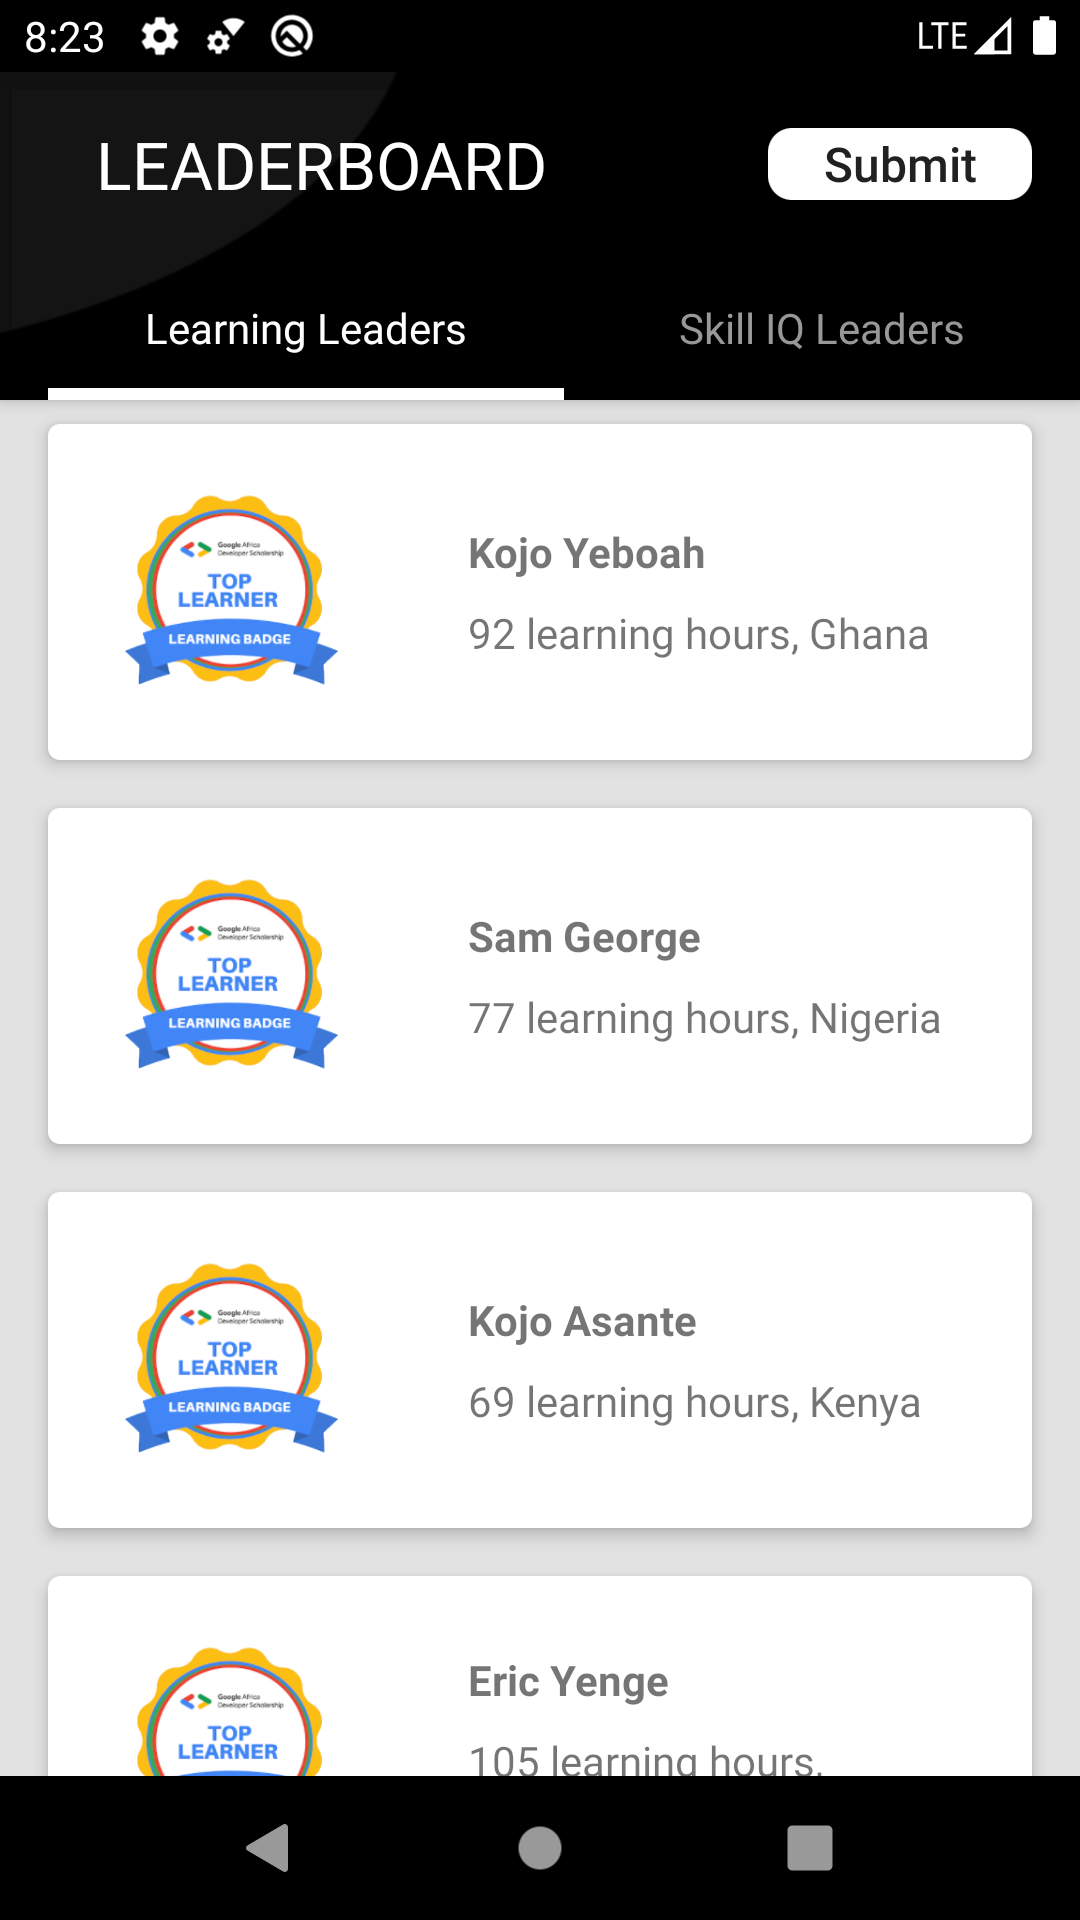 8:23
LTE
LEADERBOARD
Submit
Learning Leaders
Skill IQ Leaders
Google Africa
Developer Scholarship
TOP
LEARNER
LEARNING BADGE
Kojo Yeboah
92 learning hours, Ghana
Google Africa
Developer Scholarship
TOP
LEARNER
LEARNING BADGE
Sam George
77 learning hours, Nigeria
Google Africa
Developer Scholarship
TOP
LEARNER
LEARNING BADGE
Kojo Asante
69 learning hours, Kenya
Google Africa
Developer Scholarship
TOP
LEARNER
Eric Yenge
105 learning hours,